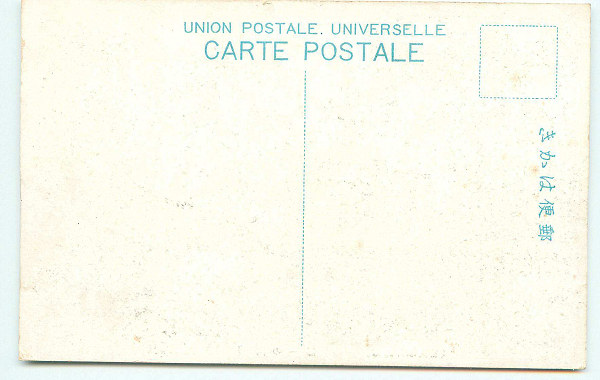 UNION POSTALE. UNIVERSELLE
CARTE POSTALE
郵便はかき